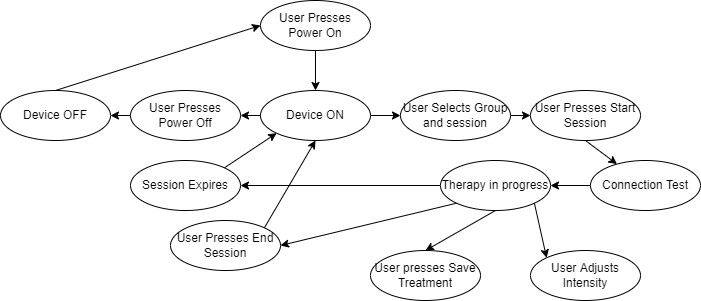 User Presses
Power On
Device OFF
User Presses
Power Off
Device ON
User Selects Group
and session
User Presses Start
Session
Session Expires
Therapy in progress
Connection Test
User Presses End
Session
User presses Save
Treatment
User Adjusts
Intensity